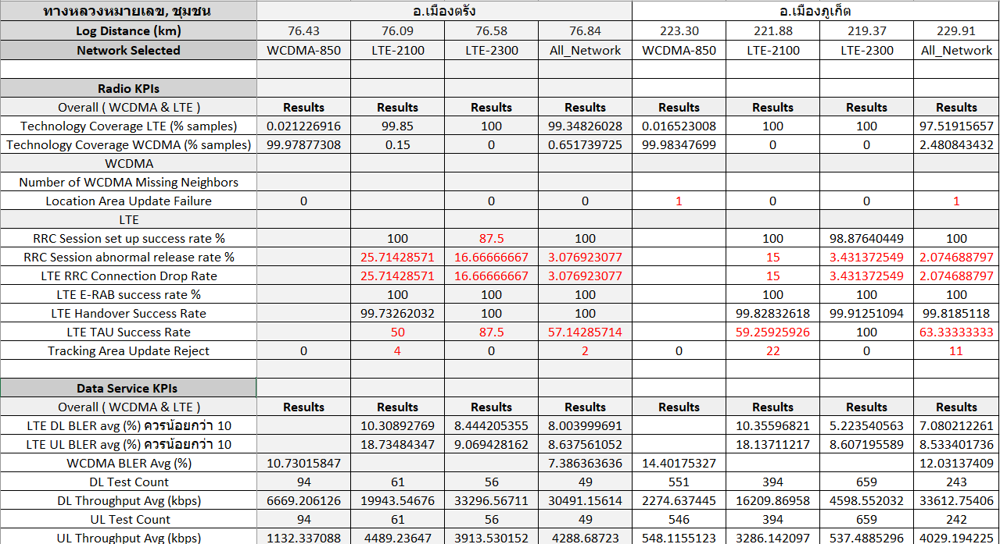 ทางหลวงหมายเลข, ชุมชน อ.เมืองตรัง อ.เมืองภูเก็ต
Log Distance (km) 76.43 76.09 76.58 76.84 223.30 221.88 219.37 229.91
Network Selected WCDMA-850 LTE-2100 LTE-2300 All_Network WCDMA-850 LTE-2100 LTE-2300 All_Network
Radio KPIs
Overall ( WCDMA & LTE ) Results Results Results Results Results Results Results Results
Technology Coverage LTE (% samples) 0.021226916 99.85 100 99.34826028 0.016523008 100 100 97.51915657
Technology Coverage WCDMA (% samples) 99.97877308 0.15 0 0.651739725 99.98347699 0 0 2.480843432
WCDMA
Number of WCDMA Missing Neighbors
Location Area Update Failure 0 0 0 1 0 0 1
LTE
RRC Session set up success rate % 100 87.5 100 100 98.87640449 100
RRC Session abnormal release rate % 25.71428571 16.66666667 3.076923077 15 3.431372549 2.074688797
LTE RRC Connection Drop Rate 25.71428571 16.66666667 3.076923077 15 3.431372549 2.074688797
LTE E-RAB success rate % 100 100 100 100 100 100
LTE Handover Success Rate 99.73262032 100 100 99.82832618 99.91251094 99.8185118
LTE TAU Success Rate 50 87.5 57.14285714 59.25925926 100 63.33333333
Tracking Area Update Reject 0 4 0 2 0 22 0 11
Data Service KPIs
Overall ( WCDMA & LTE ) Results Results Results Results Results Results Results Results
LTE DL BLER avg (%) ควรน้อยกว่า 10 10.30892769 8.444205355 8.003999691 10.35596821 5.223540563 7.080212261
LTE UL BLER avg (%) ควรน้อยกว่า 10 18.73484347 9.069428162 8.637561052 18.13711217 8.607195589 8.533401736
WCDMA BLER Avg (%) 10.73015847 7.386363636 14.40175327 12.03137409
DL Test Count 94 61 56 49 551 394 659 243
DL Throughput Avg (kbps) 6669.206126 19943.54676 33296.56711 30491.15614 2274.637445 16209.86958 4598.552032 33612.75406
UL Test Count 94 61 56 49 546 394 659 242
UL Throughput Avg (kbps) 1132.337088 4489.23647 3913.530152 4288.68723 548.1155123 3286.142097 537.4885296 4029.194225